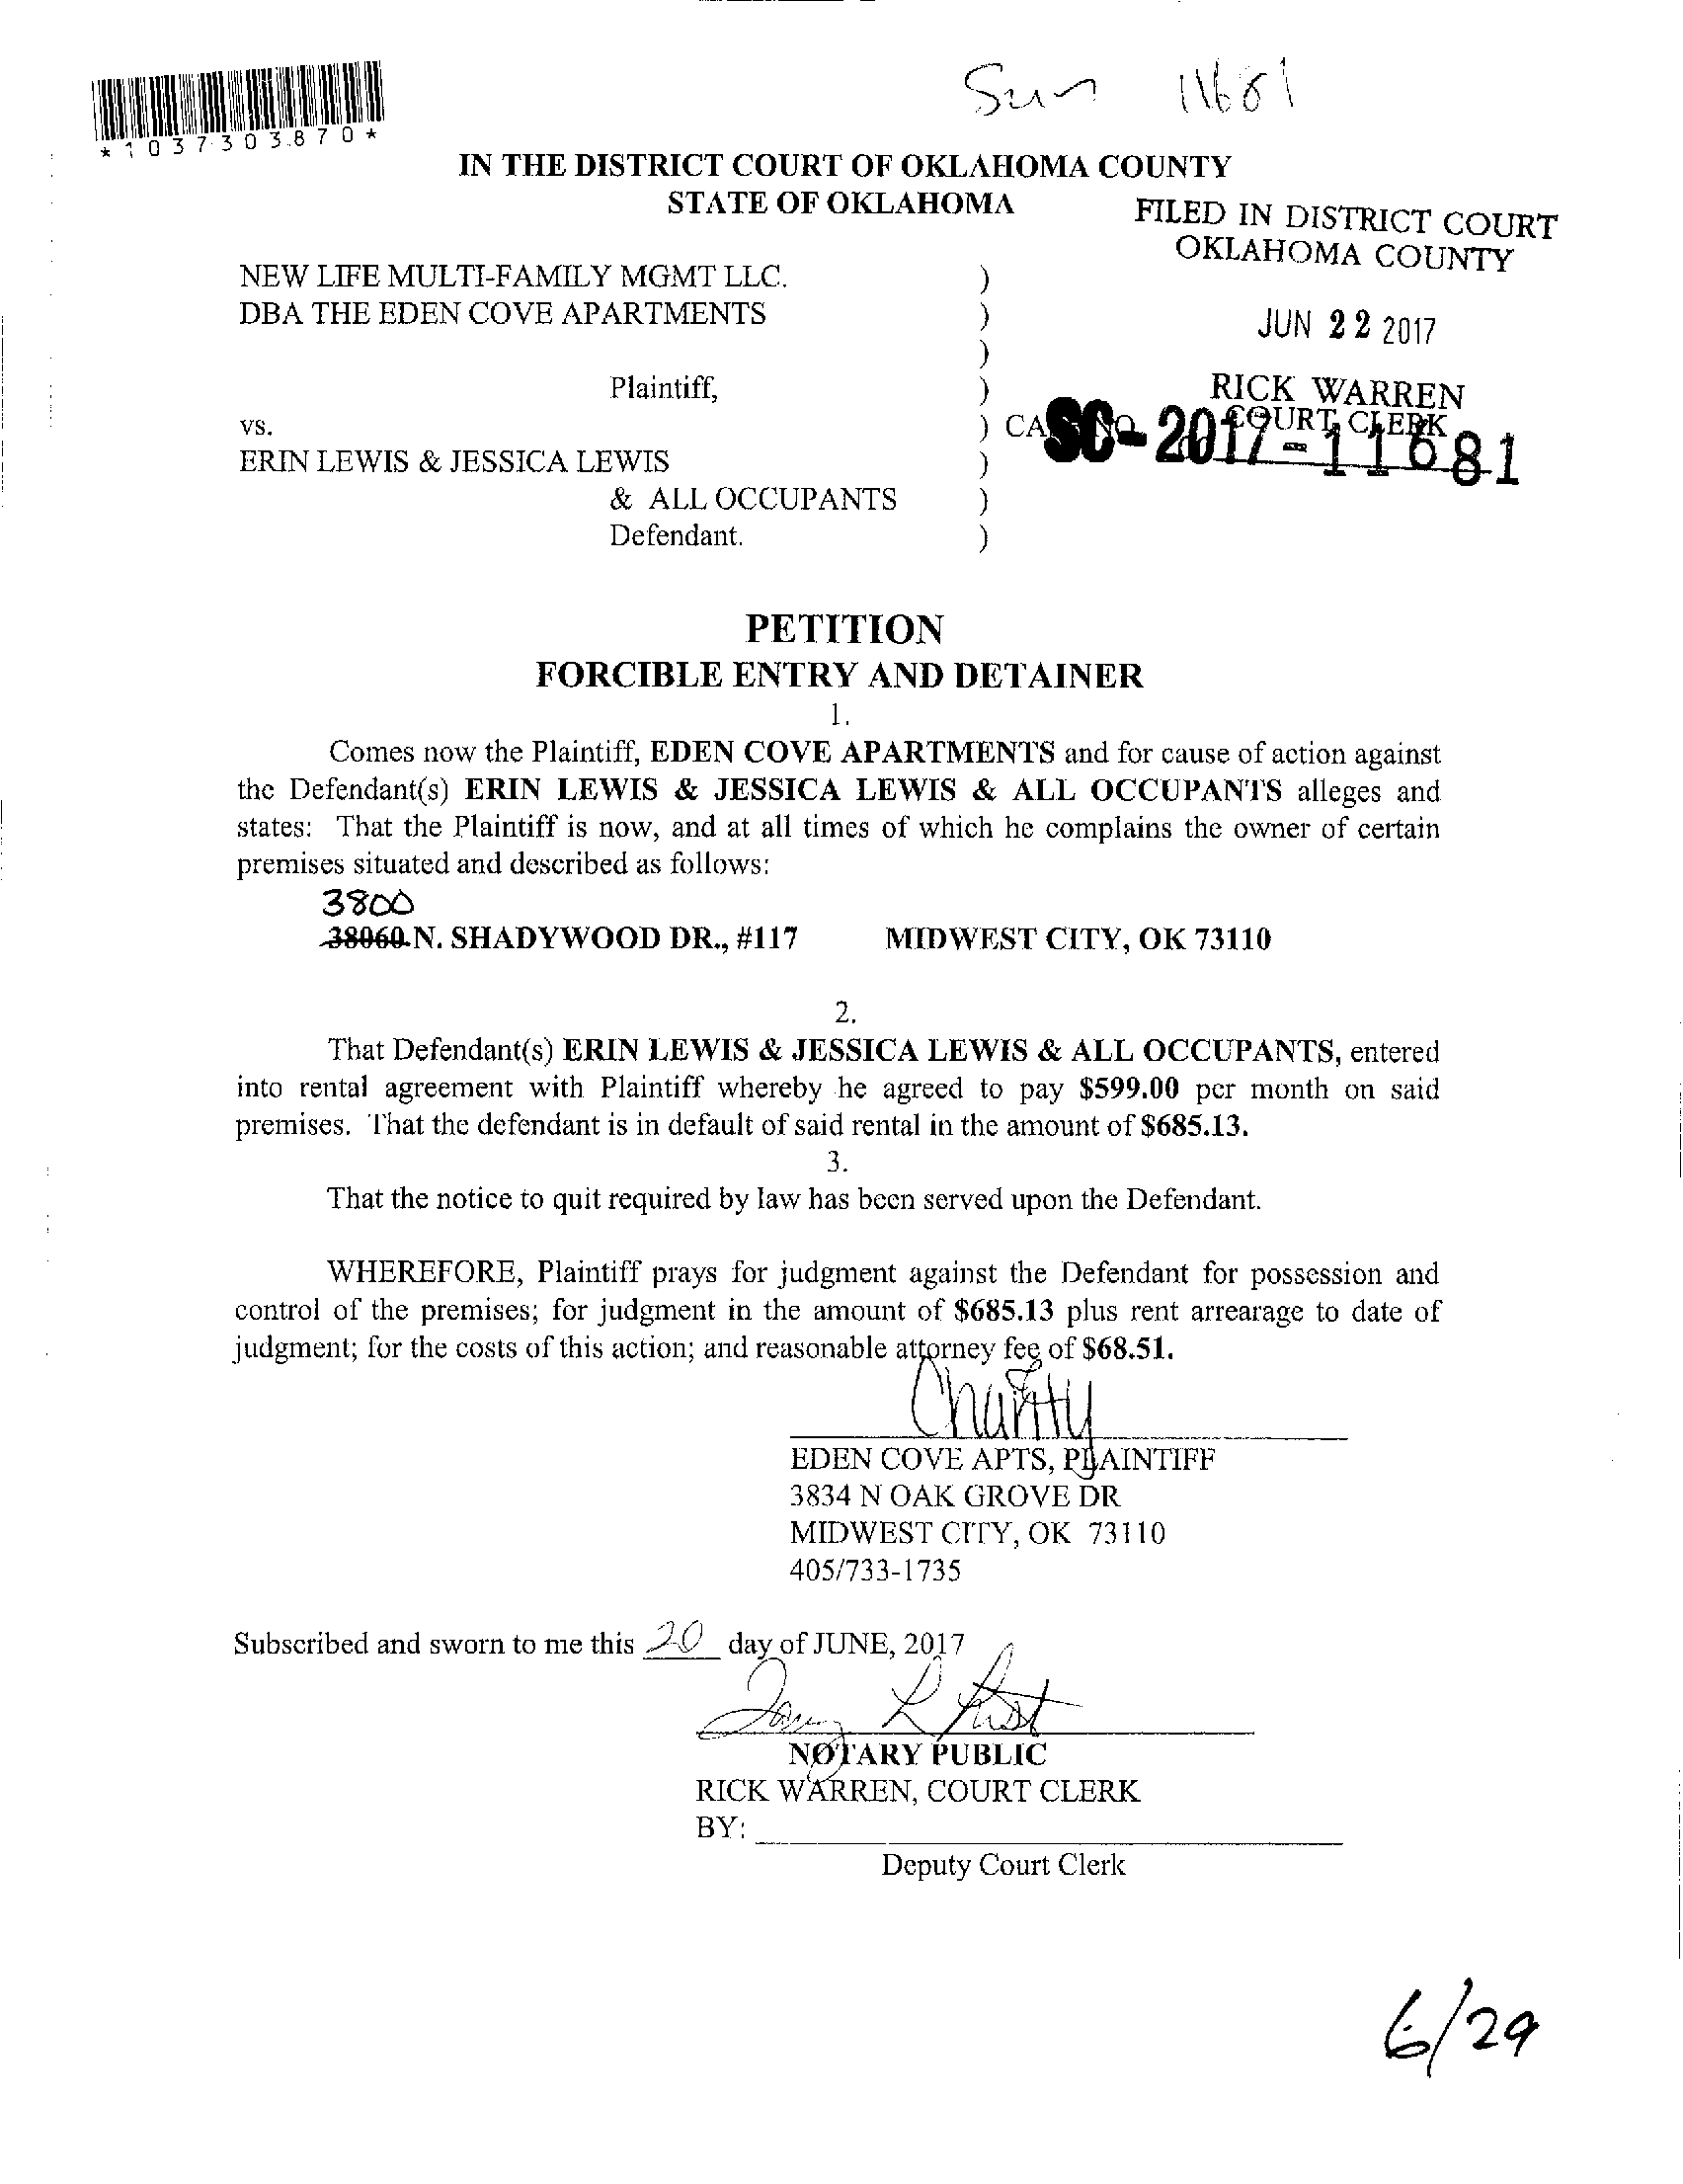 11681
*1037303870*
IN THE DISTRICT COURT OF OKLAHOMA COUNTY
STATE OF OKLAHOMA
FILED IN DISTRICT COURT
OKLAHOMA COUNTY
JUN 22 2017
RICK WARREN
COURT CLERK
NEW LIFE MULTI-FAMILY MGMT LLC. )
DBA THE EDEN COVE APARTMENTS )
)
Plaintiff, )
vs. ) CASE NO. SC-2017-11681
ERIN LEWIS & JESSICA LEWIS )
& ALL OCCUPANTS )
Defendant. )
PETITION
FORCIBLE ENTRY AND DETAINER
1.
Comes now the Plaintiff, EDEN COVE APARTMENTS and for cause of action against
the Defendant(s) ERIN LEWIS & JESSICA LEWIS & ALL OCCUPANTS alleges and
states: That the Plaintiff is now, and at all times of which he complains the owner of certain
premises situated and described as follows:
3800
38060 N. SHADYWOOD DR., #117 MIDWEST CITY, OK 73110
2.
That Defendant(s) ERIN LEWIS & JESSICA LEWIS & ALL OCCUPANTS, entered
into rental agreement with Plaintiff whereby he agreed to pay $599.00 per month on said
premises. That the defendant is in default of said rental in the amount of $685.13.
3.
That the notice to quit required by law has been served upon the Defendant.
WHEREFORE, Plaintiff prays for judgment against the Defendant for possession and
control of the premises; for judgment in the amount of $685.13 plus rent arrearage to date of
judgment; for the costs of this action; and reasonable attorney fee of $68.51.
EDEN COVE APTS, PLAINTIFF
3834 N OAK GROVE DR
MIDWEST CITY, OK 73110
405/733-1735
Subscribed and sworn to me this 20 day of JUNE, 2017
NOTARY PUBLIC
RICK WARREN, COURT CLERK
BY:
Deputy Court Clerk
6/29